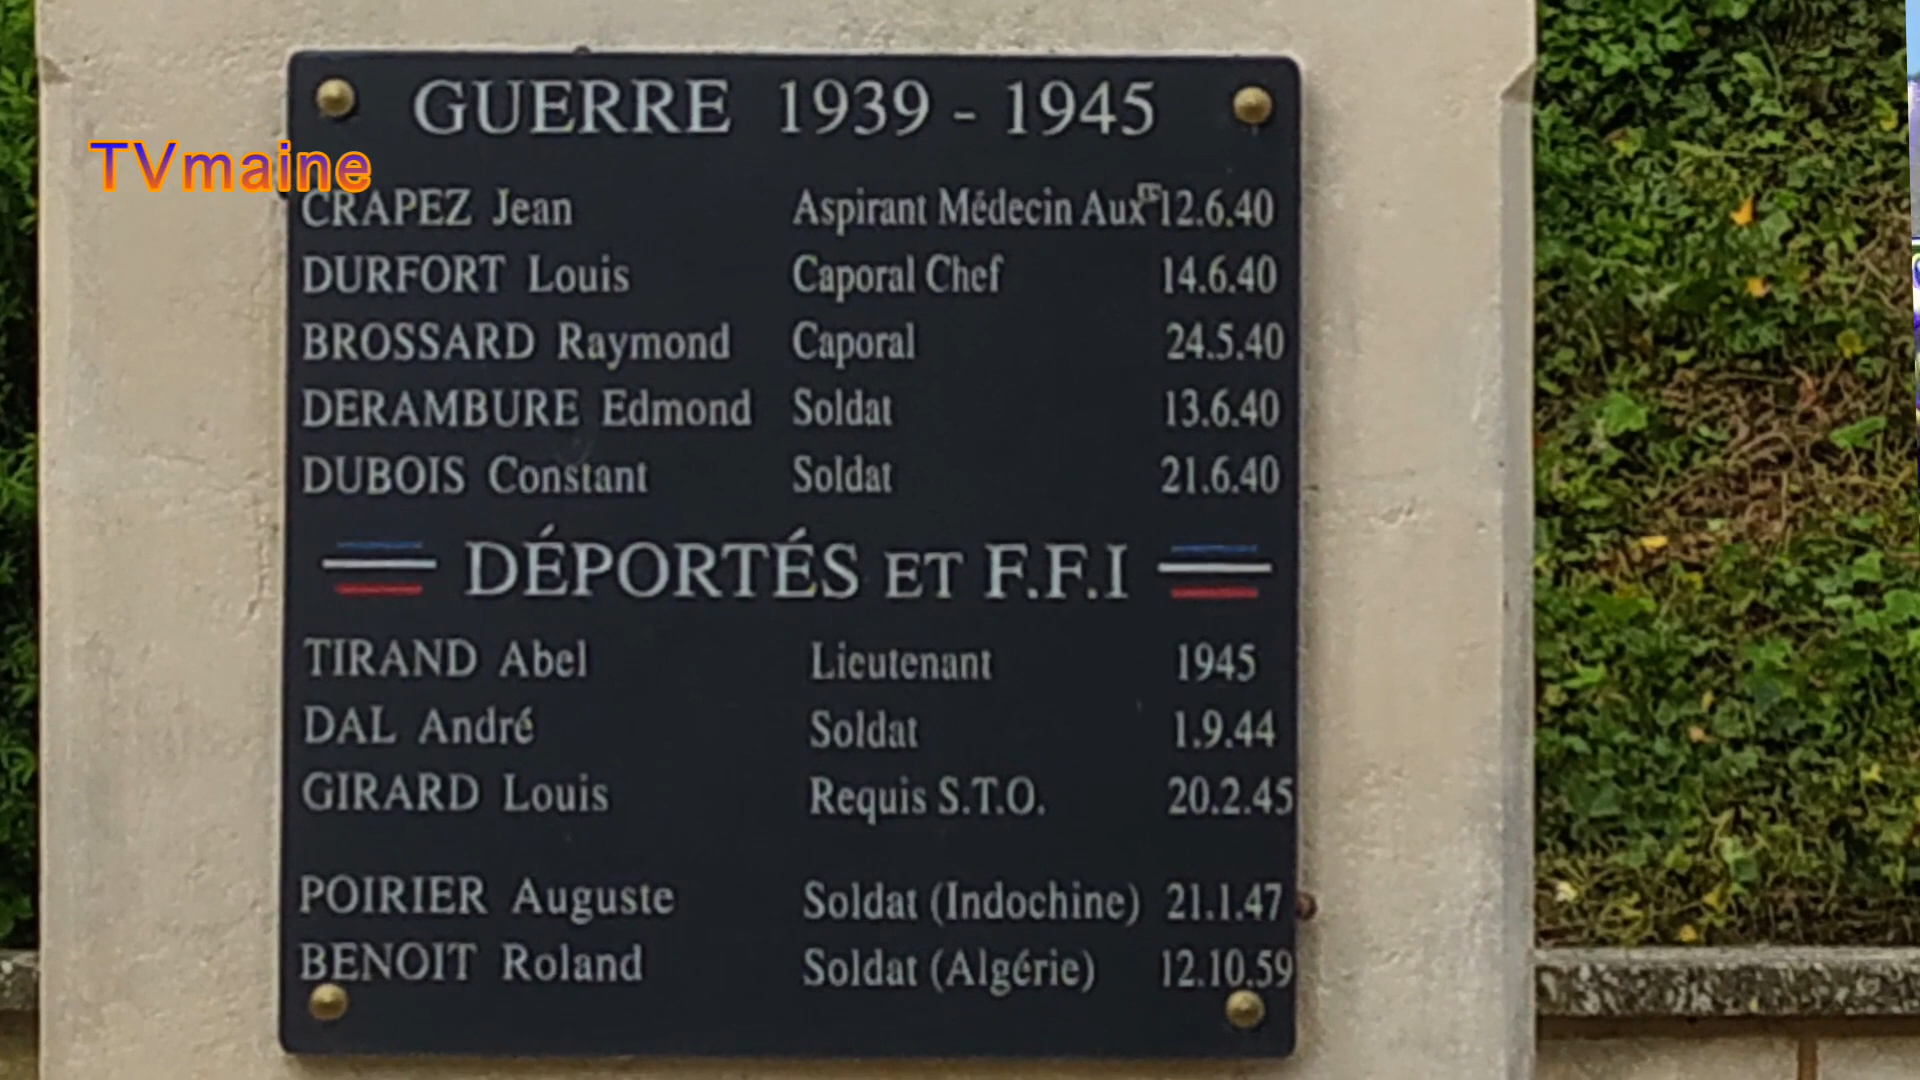 GUERRE 1939 - 1945
TVmaine
CRAPEZ Jean Aspirant Médecin Aux 12.6.40
DURFORT Louis Caporal Chef 14.6.40
BROSSARD Raymond Caporal 24.5.40
DERAMBURE Edmond Soldat 13.6.40
DUBOIS Constant Soldat 21.6.40
DÉPORTÉS ET F.F.I
TIRAND Abel Lieutenant 1945
DAL André Soldat 1.9.44
GIRARD Louis Requis S.T.O. 20.2.45
POIRIER Auguste Soldat (Indochine) 21.1.47
BENOIT Roland Soldat (Algérie) 12.10.59